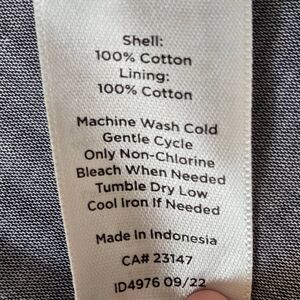 Shell:
100% Cotton
Lining:
100% Cotton
Machine Wash Cold
Gentle Cycle
Only Non-Chlorine
Bleach When Needed
Tumble Dry Low
Cool Iron If Needed
Made in Indonesia
CA# 23147
ID4976 09/22